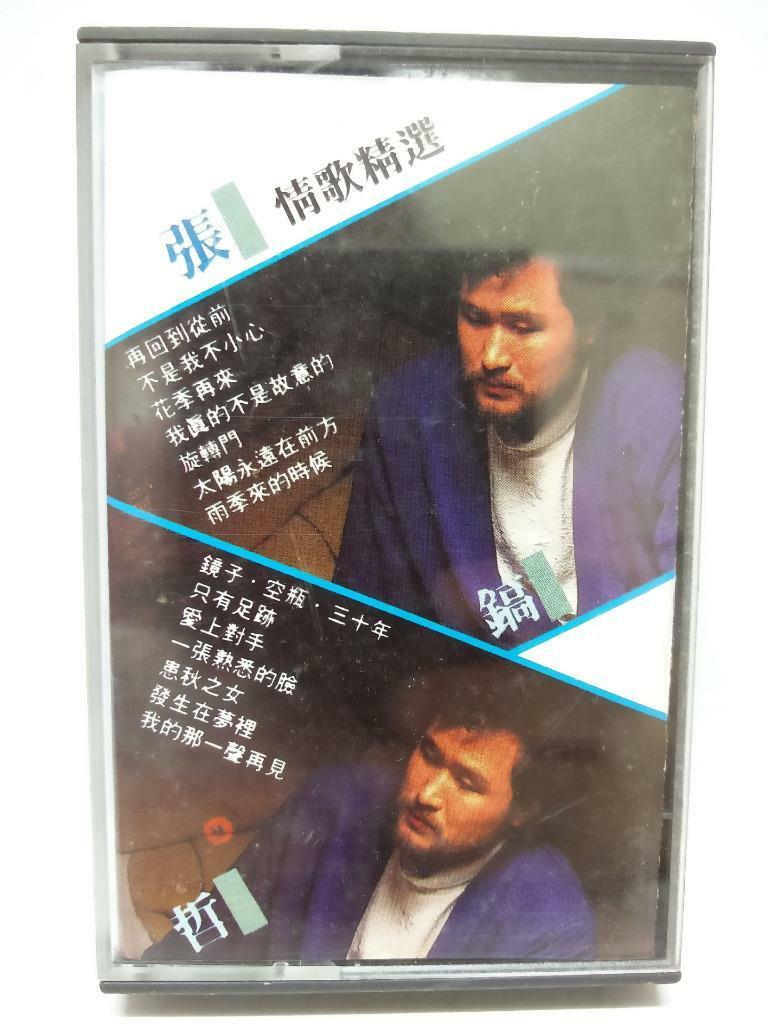 張
情歌精選
再回到從前
不是我不小心
花季再來
我真的不是故意的
旋轉門
太陽永遠在前方
雨季來的時候
鎬
鏡子·空瓶·三十年
只有足跡
愛上對手
一張熟悉的臉
患秋之女
發生在夢裡
我的那一聲再見
哲